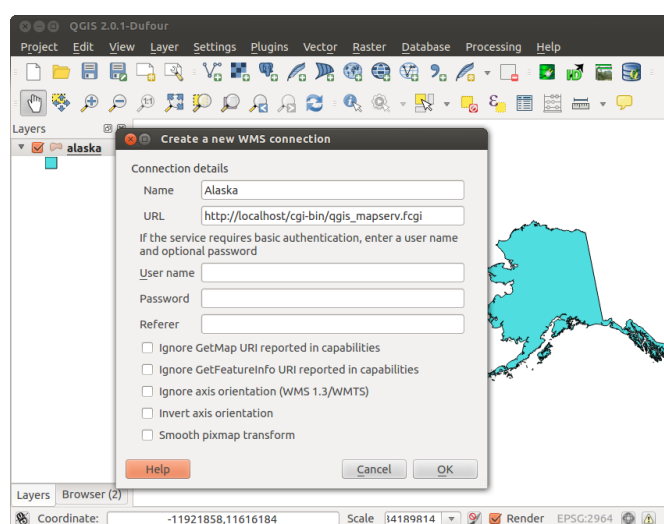 QGIS 2.0.1-Dufour
Project Edit View Layer Settings Plugins Vector Raster Database Processing Help
Layers
alaska
Create a new WMS connection
Connection details
Name Alaska
URL http://localhost/cgi-bin/qgis_mapserv.fcgi
If the service requires basic authentication, enter a user name
and optional password
User name
Password
Referer
Ignore GetMap URI reported in capabilities
Ignore GetFeatureInfo URI reported in capabilities
Ignore axis orientation (WMS 1.3/WMTS)
Invert axis orientation
Smooth pixmap transform
Help Cancel OK
Layers Browser (2)
Coordinate: -11921858,11616184 Scale 34189814 Render EPSG:2964